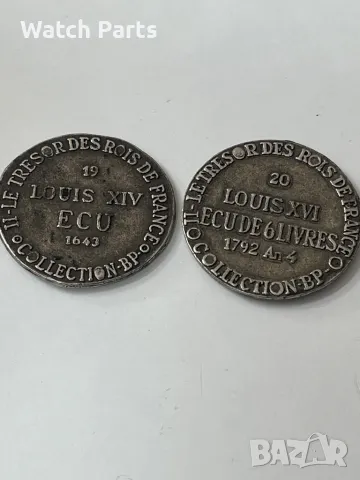 Watch Parts
II-LE TRESOR DES ROIS DE FRANCE
19
LOUIS XIV
ECU
1643
COLLECTION-BP-
II-LE TRESOR DES ROIS DE FRANCE
20
LOUIS XVI
ECU DE 6 LIVRES
1792 An 4
COLLECTION-BP-
BAZAR
bg